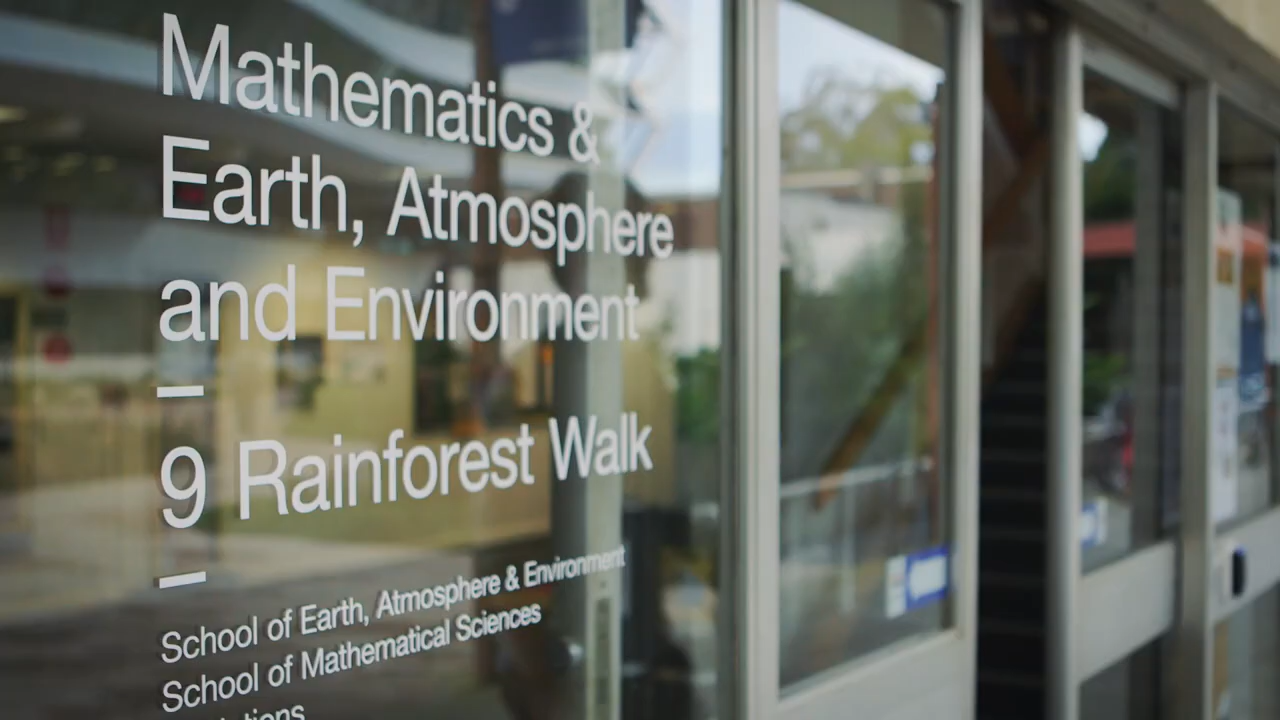 Mathematics &
Earth, Atmosphere
and Environment
–
9 Rainforest Walk
–
School of Earth, Atmosphere & Environment
School of Mathematical Sciences